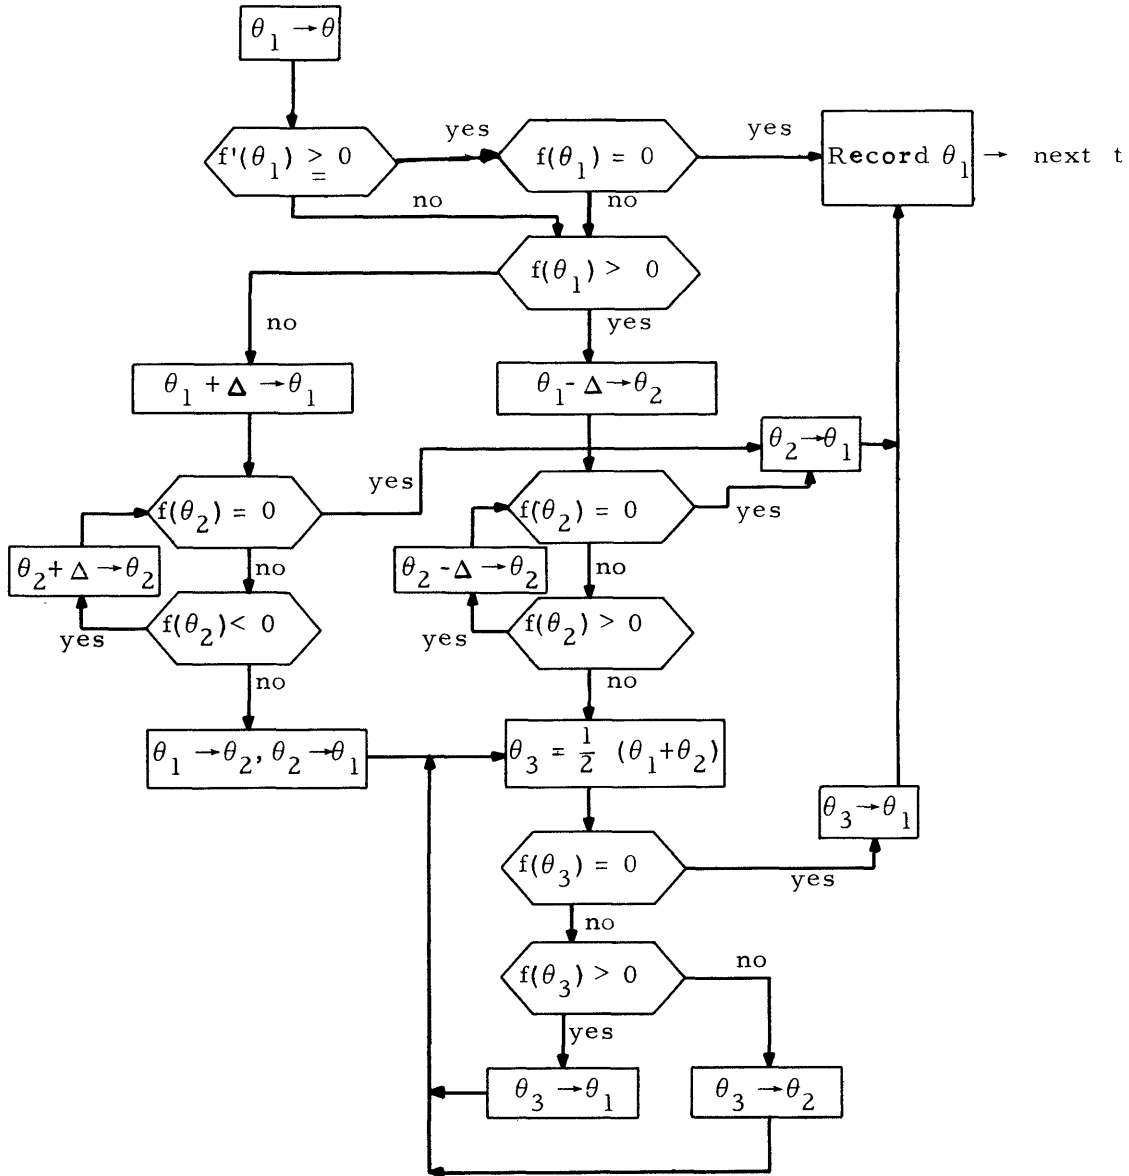 θ1 → θ
f'(θ1) ≧ 0
yes
f(θ1) = 0
yes
Record θ1 → next t
no
no
f(θ1) > 0
no
yes
θ1 + Δ → θ1
θ1 - Δ → θ2
θ2 → θ1
f(θ2) = 0
yes
f(θ2) = 0
yes
θ2 + Δ → θ2
no
θ2 - Δ → θ2
no
f(θ2) < 0
yes
f(θ2) > 0
yes
no
no
θ1 → θ2, θ2 → θ1
θ3 = 1/2 (θ1+θ2)
θ3 → θ1
f(θ3) = 0
yes
no
f(θ3) > 0
no
yes
θ3 → θ1
θ3 → θ2